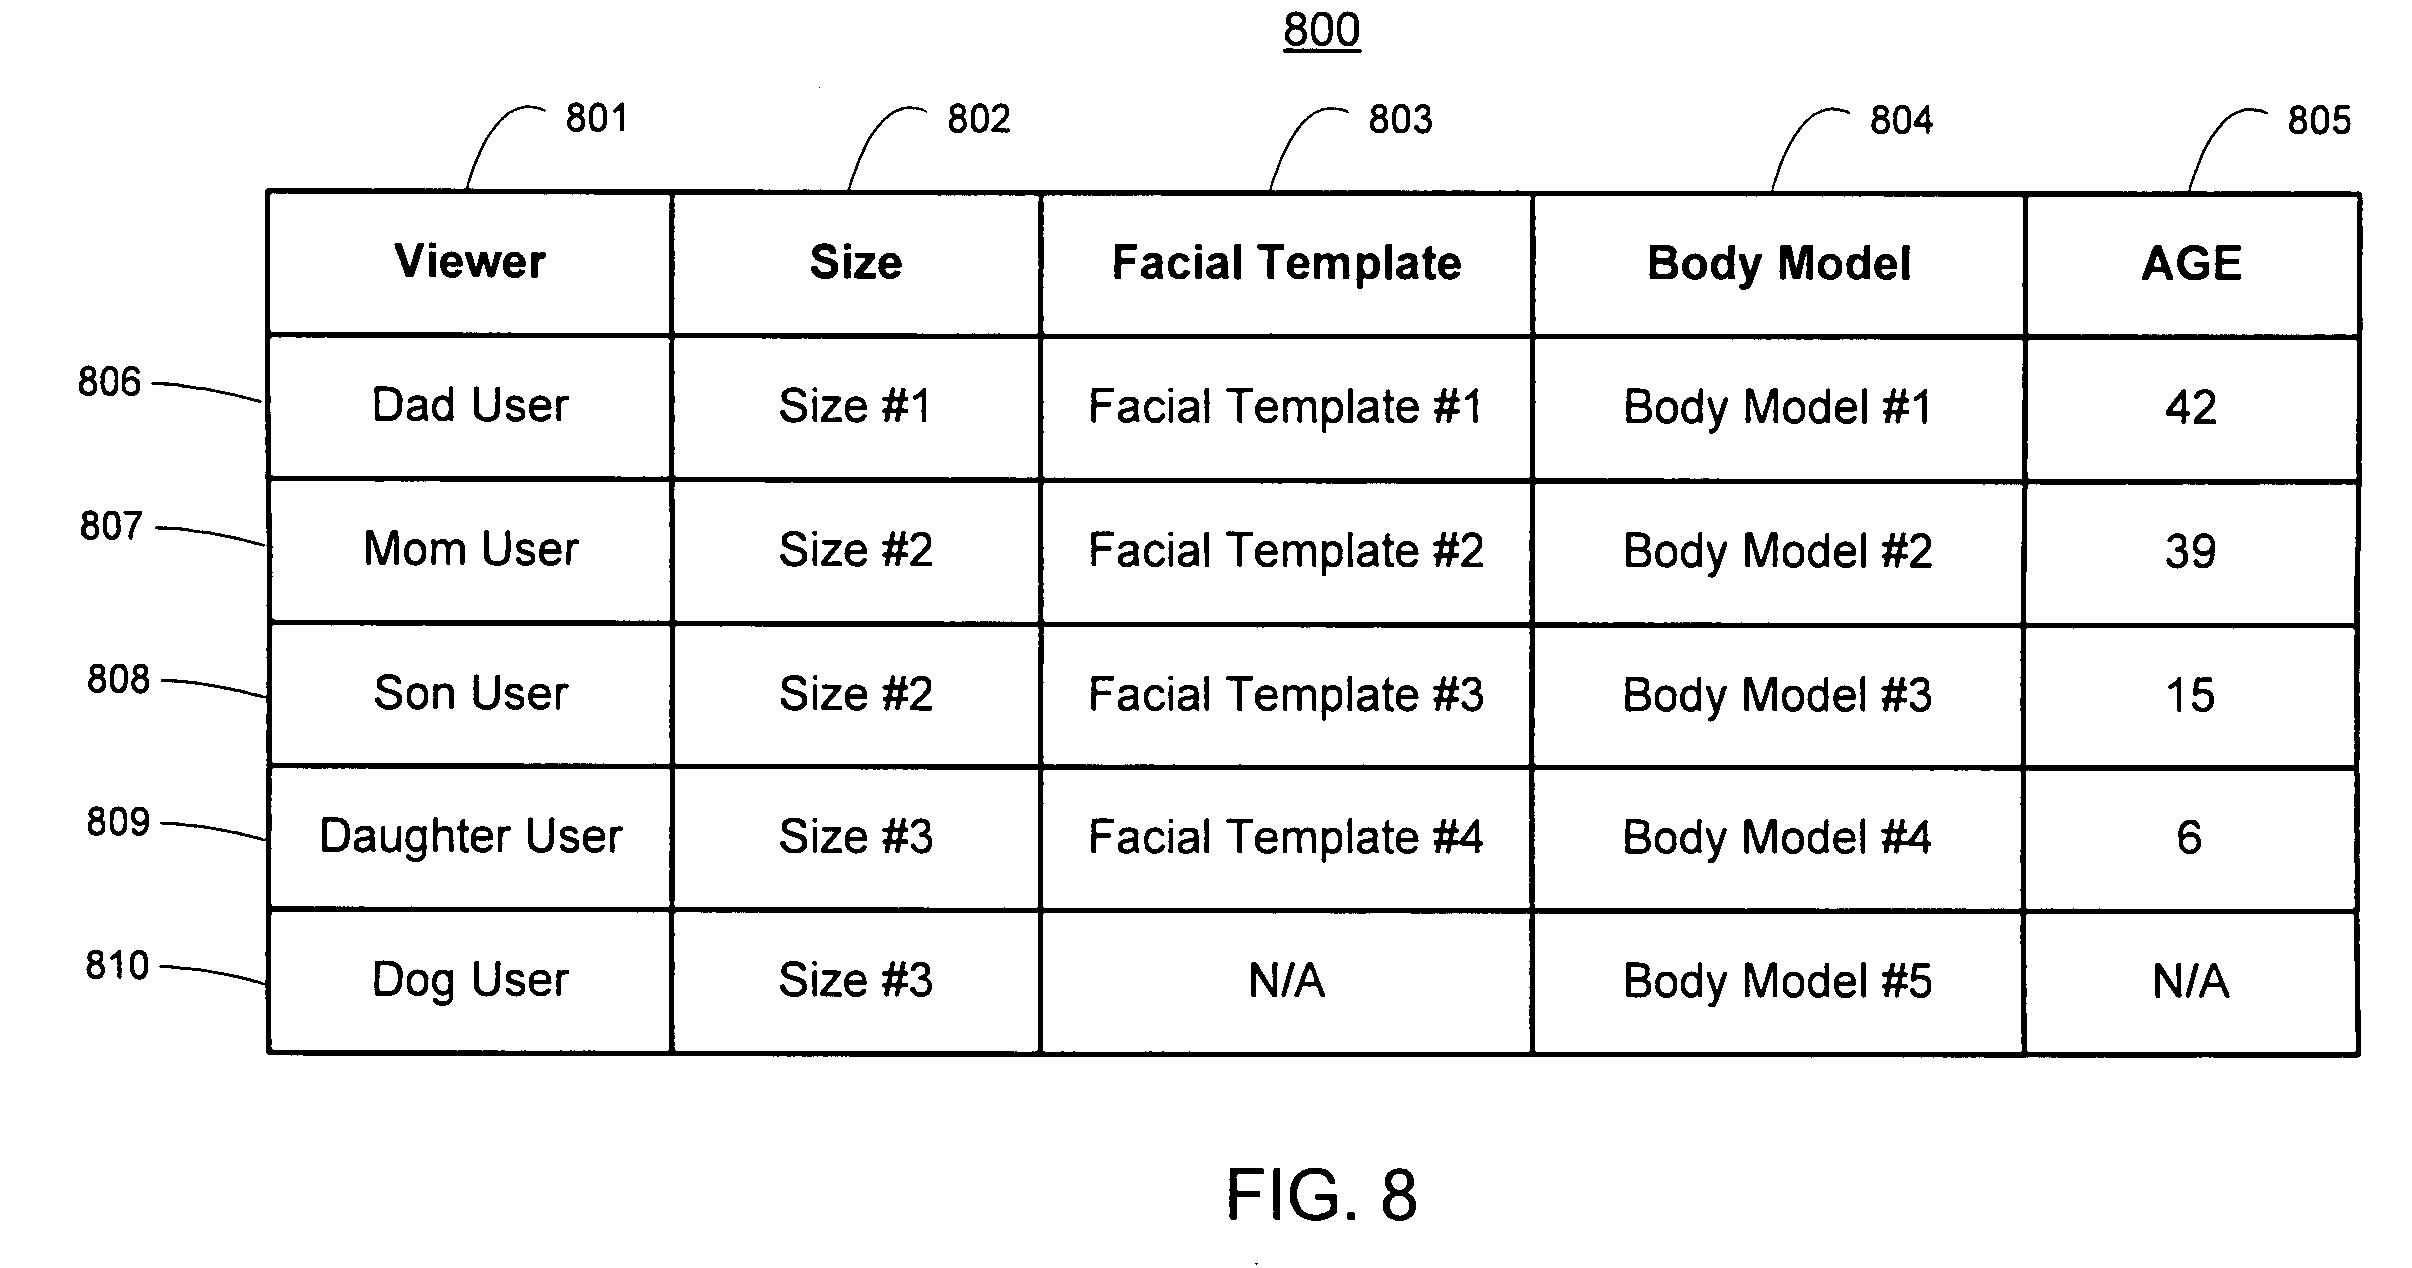 800
801 802 803 804 805
Viewer Size Facial Template Body Model AGE
806 Dad User Size #1 Facial Template #1 Body Model #1 42
807 Mom User Size #2 Facial Template #2 Body Model #2 39
808 Son User Size #2 Facial Template #3 Body Model #3 15
809 Daughter User Size #3 Facial Template #4 Body Model #4 6
810 Dog User Size #3 N/A Body Model #5 N/A
FIG. 8